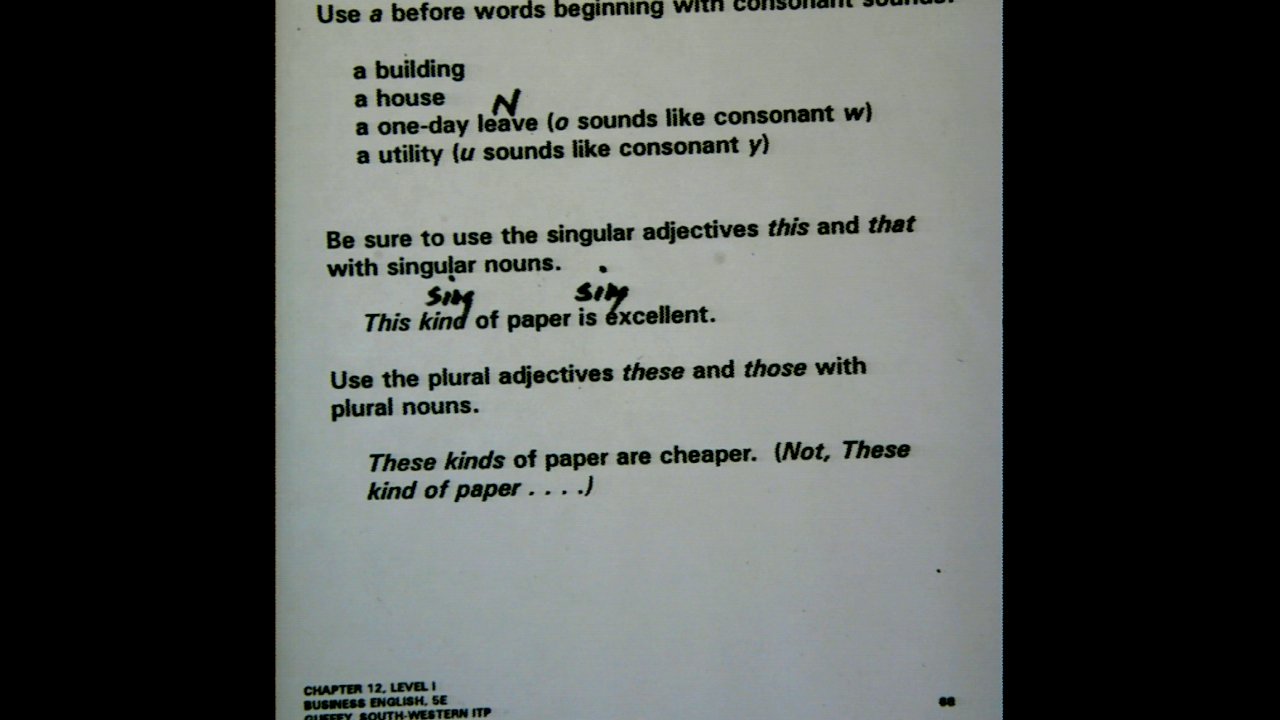 Use a before words beginning with consonant sounds.
a building
a house
N
a one-day leave (o sounds like consonant w)
a utility (u sounds like consonant y)
Be sure to use the singular adjectives this and that
with singular nouns.
sing sing
This kind of paper is excellent.
Use the plural adjectives these and those with
plural nouns.
These kinds of paper are cheaper. (Not, These
kind of paper . . . .)
CHAPTER 12, LEVEL I
BUSINESS ENGLISH, 5E
GUFFEY, SOUTH-WESTERN ITP